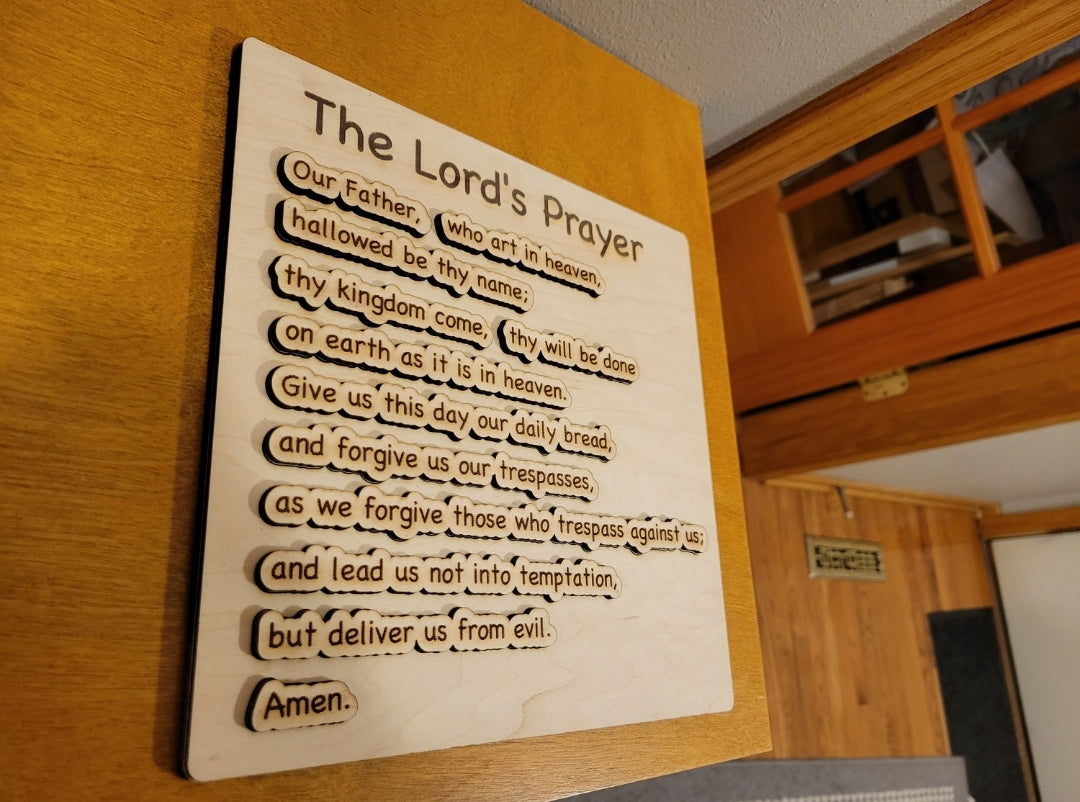 The Lord's Prayer
Our Father, who art in heaven,
hallowed be thy name;
thy kingdom come, thy will be done
on earth as it is in heaven.
Give us this day our daily bread,
and forgive us our trespasses,
as we forgive those who trespass against us;
and lead us not into temptation,
but deliver us from evil.
Amen.